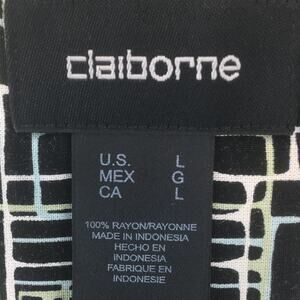 claiborne
U.S. L
MEX G
CA L
100% RAYON/RAYONNE
MADE IN INDONESIA
HECHO EN
INDONESIA
FABRIQUE EN
INDONESIE